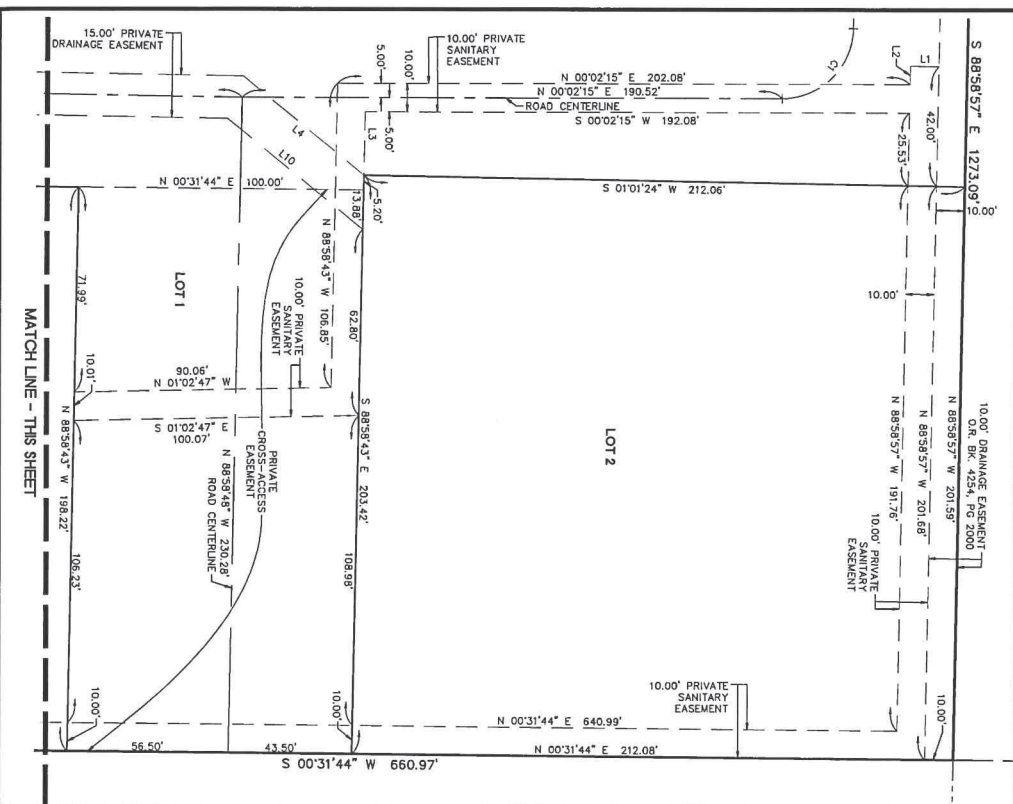 15.00' PRIVATE
DRAINAGE EASEMENT
10.00' PRIVATE
SANITARY
EASEMENT
5.00'
10.00'
5.00'
C1
L2
L1
S 88°58'57" E 1273.09'
N 00°02'15" E 202.08'
N 00°02'15" E 190.52'
ROAD CENTERLINE
S 00°02'15" W 192.08'
42.00'
25.53'
10.00'
L3
L4
L10
N 00°31'44" E 100.00'
13.88'
5.20'
S 01°01'24" W 212.06'
10.00'
N 88°58'43" W 106.85'
10.00' PRIVATE
SANITARY
EASEMENT
62.80'
LOT 1
71.99'
90.06'
N 01°02'47" W
10.01'
S 01°02'47" E
100.07'
S 88°58'43" E 203.42'
PRIVATE
CROSS-ACCESS
EASEMENT
N 88°58'48" W 230.28'
ROAD CENTERLINE
LOT 2
N 88°58'57" W 191.76'
N 88°58'57" W 201.68'
N 88°58'57" W 201.59'
10.00' DRAINAGE EASEMENT
O.R. BK. 4254, PG 2000
10.00' PRIVATE
SANITARY
EASEMENT
MATCH LINE - THIS SHEET
N 88°58'43" W 198.22'
106.23'
108.98'
10.00'
10.00'
10.00'
10.00' PRIVATE
SANITARY
EASEMENT
N 00°31'44" E 640.99'
56.50'
43.50'
N 00°31'44" E 212.08'
S 00°31'44" W 660.97'